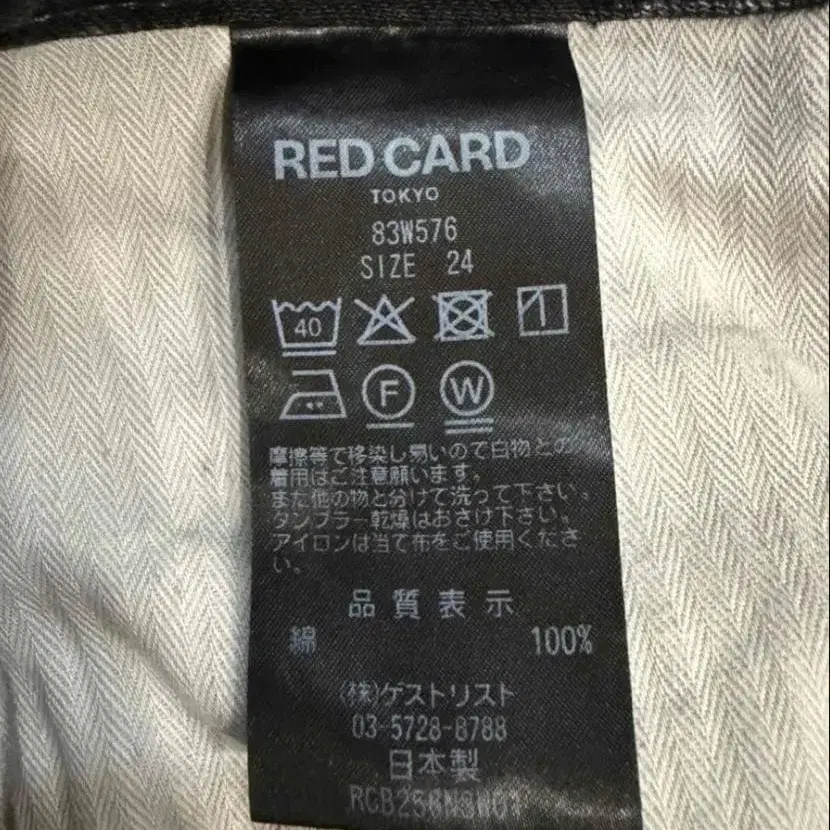 RED CARD
TOKYO
83W576
SIZE 24
40
F W
摩擦等で移染し易いので白物との
着用はご注意願います。
また他の物と分けて洗って下さい。
タンブラー乾燥はおさけ下さい。
アイロンは当て布をご使用くださ
い。
品質表示
綿 100%
(株)ゲストリスト
03-5728-8788
日本製